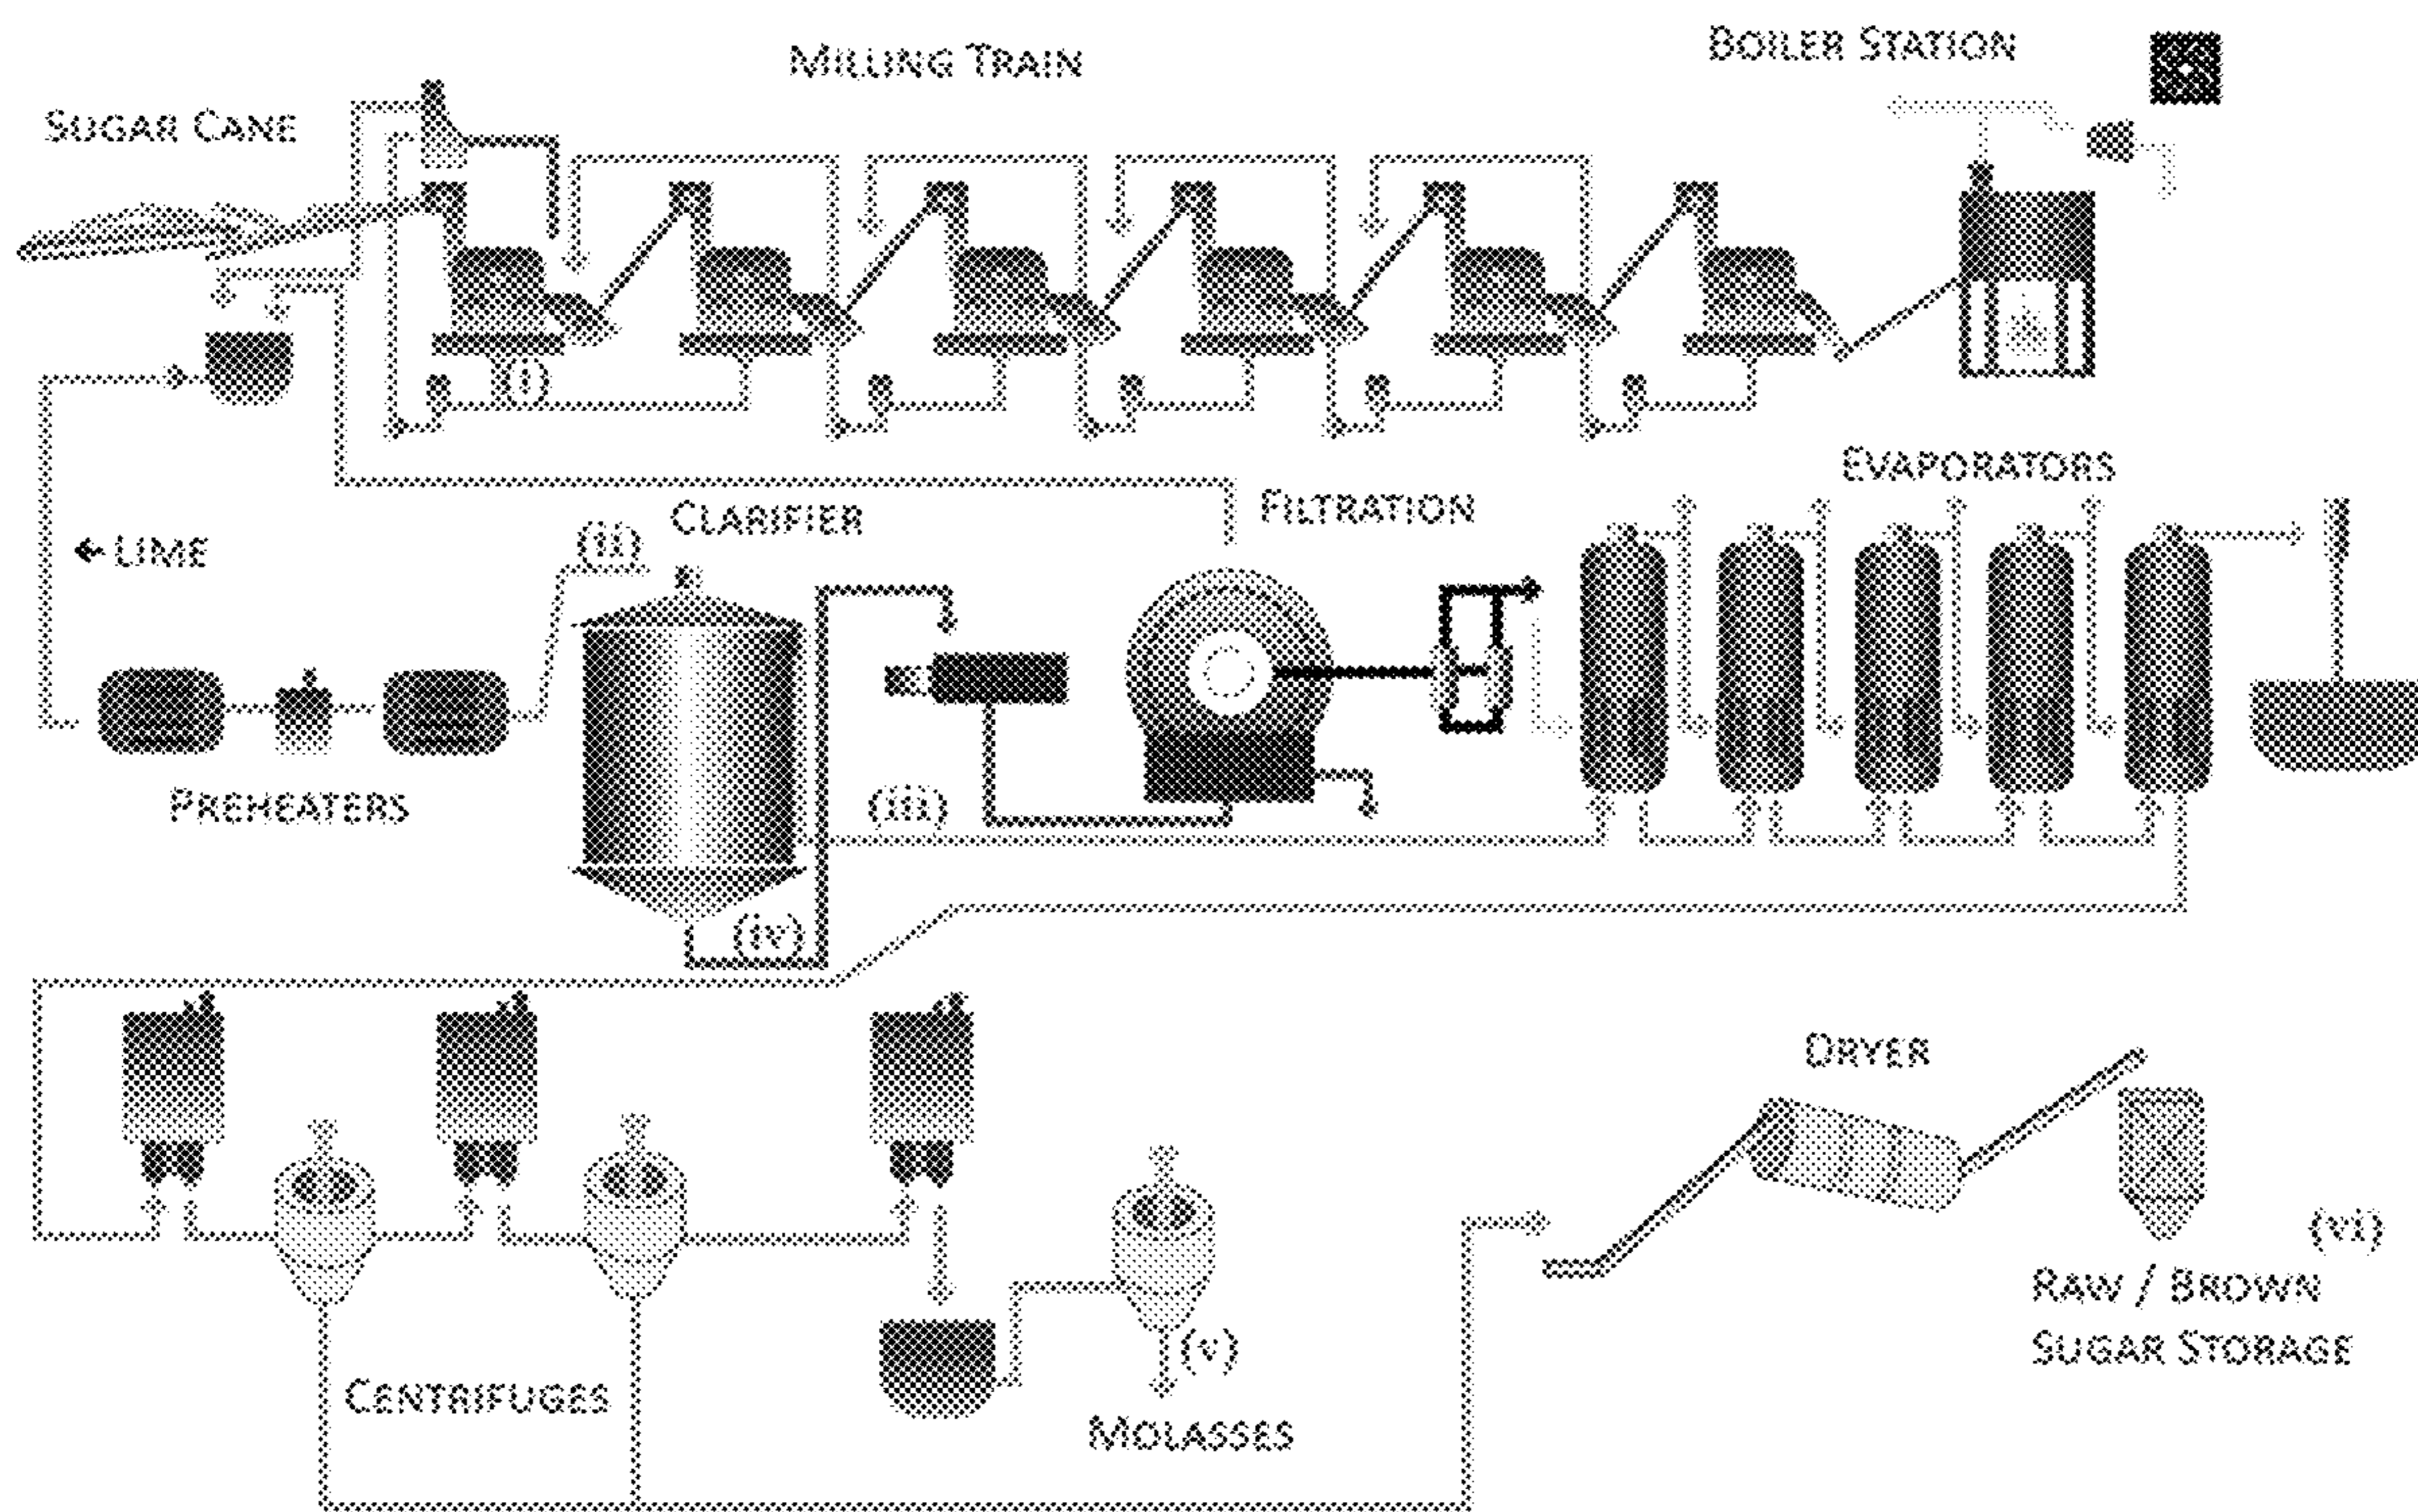 MILLING TRAIN
BOILER STATION
SUGAR CANE
(i)
EVAPORATORS
CLARIFIER
FILTRATION
(ii)
← LIME
PREHEATERS
(iii)
(iv)
DRYER
(vi)
RAW / BROWN
SUGAR STORAGE
(v)
CENTRIFUGES
MOLASSES